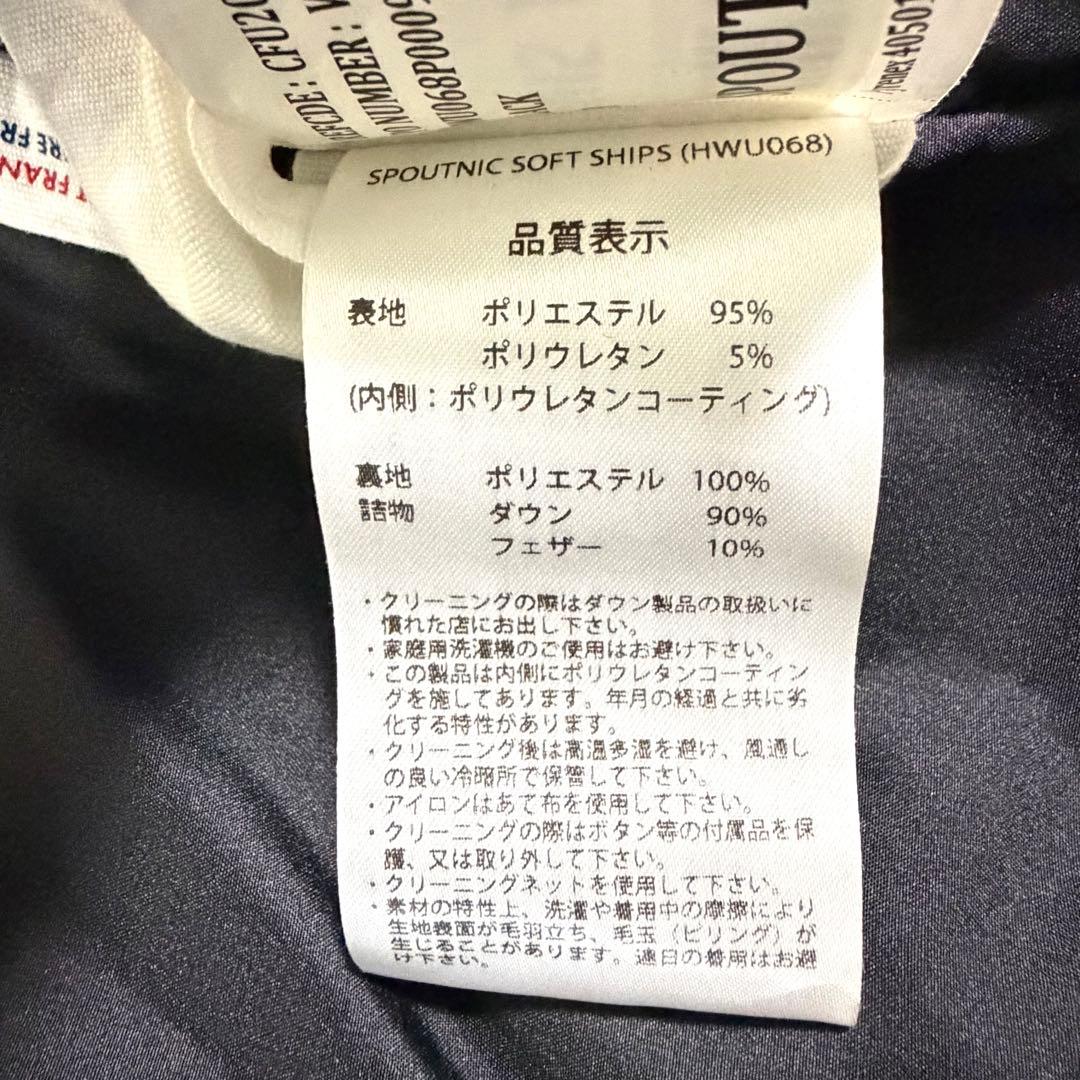 SPOUTNIC SOFT SHIPS (HWU068)
品質表示
表地 ポリエステル 95%
ポリウレタン 5%
(内側：ポリウレタンコーティング)
裏地 ポリエステル 100%
詰物 ダウン 90%
フェザー 10%
・クリーニングの際はダウン製品の取扱いに
慣れた店にお出し下さい。
・家庭用洗濯機のご使用はお避け下さい。
・この製品は内側にポリウレタンコーティン
グを施してあります。年月の経過と共に劣
化する特性があります。
・クリーニング後は高温多湿を避け、風通し
の良い冷暗所で保管して下さい。
・アイロンはあて布を使用して下さい。
・クリーニングの際はボタン等の付属品を保
護、又は取り外して下さい。
・クリーニングネットを使用して下さい。
・素材の特性上、洗濯や着用中の摩擦により
生地表面が毛羽立ち、毛玉（ピリング）が
生じることがあります。連日の着用はお避
け下さい。